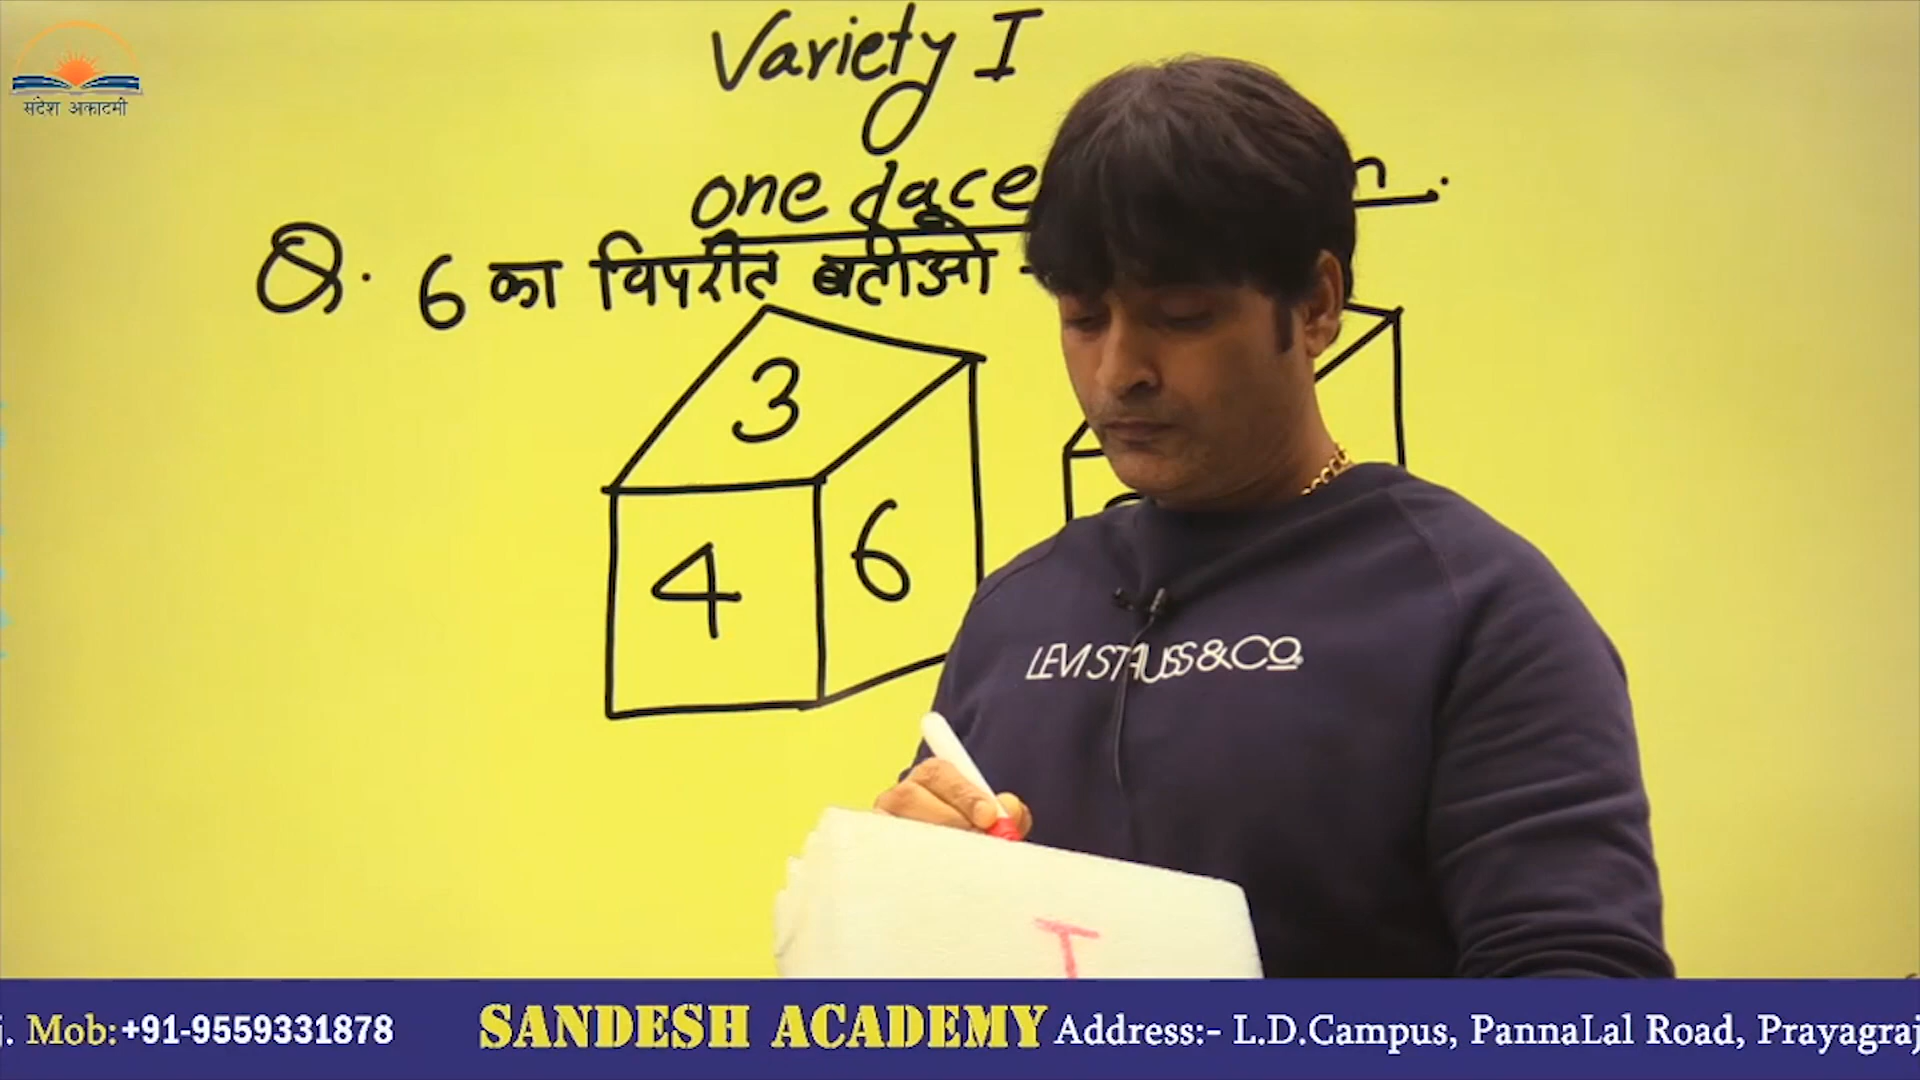 संदेश अकादमी
Variety I
one face
Q. 6 का विपरीत बताओ -
3
4 6
LEVI STRAUSS & CO.
I
Mob: +91-9559331878 SANDESH ACADEMY Address:- L.D.Campus, PannaLal Road, Prayagraj